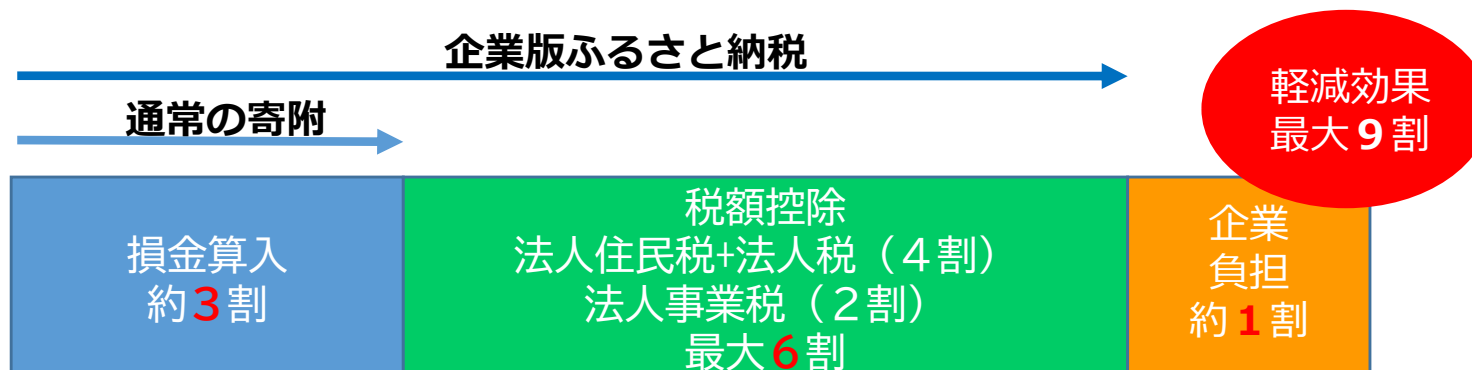 企業版ふるさと納税
通常の寄附
軽減効果
最大9割
損金算入
約3割
税額控除
法人住民税+法人税（４割）
法人事業税（２割）
最大6割
企業
負担
約1割